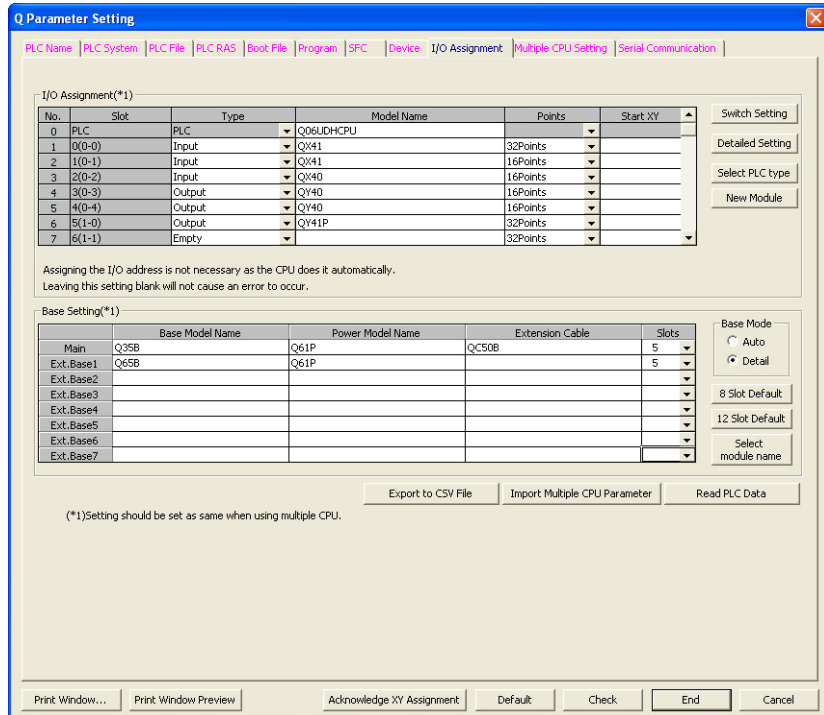 Q Parameter Setting
PLC Name PLC System PLC File PLC RAS Boot File Program SFC Device I/O Assignment Multiple CPU Setting Serial Communication
I/O Assignment(*1)
No. Slot Type Model Name Points Start XY
0 PLC PLC Q06UDHCPU
1 0(0-0) Input QX41 32Points
2 1(0-1) Input QX41 16Points
3 2(0-2) Input QX40 16Points
4 3(0-3) Output QY40 16Points
5 4(0-4) Output QY40 16Points
6 5(1-0) Output QY41P 32Points
7 6(1-1) Empty 32Points
Switch Setting
Detailed Setting
Select PLC type
New Module
Assigning the I/O address is not necessary as the CPU does it automatically.
Leaving this setting blank will not cause an error to occur.
Base Setting(*1)
Base Model Name Power Model Name Extension Cable Slots
Main Q35B Q61P QC50B 5
Ext.Base1 Q65B Q61P 5
Ext.Base2
Ext.Base3
Ext.Base4
Ext.Base5
Ext.Base6
Ext.Base7
Base Mode
Auto
Detail
8 Slot Default
12 Slot Default
Select
module name
Export to CSV File Import Multiple CPU Parameter Read PLC Data
(*1)Setting should be set as same when using multiple CPU.
Print Window... Print Window Preview Acknowledge XY Assignment Default Check End Cancel